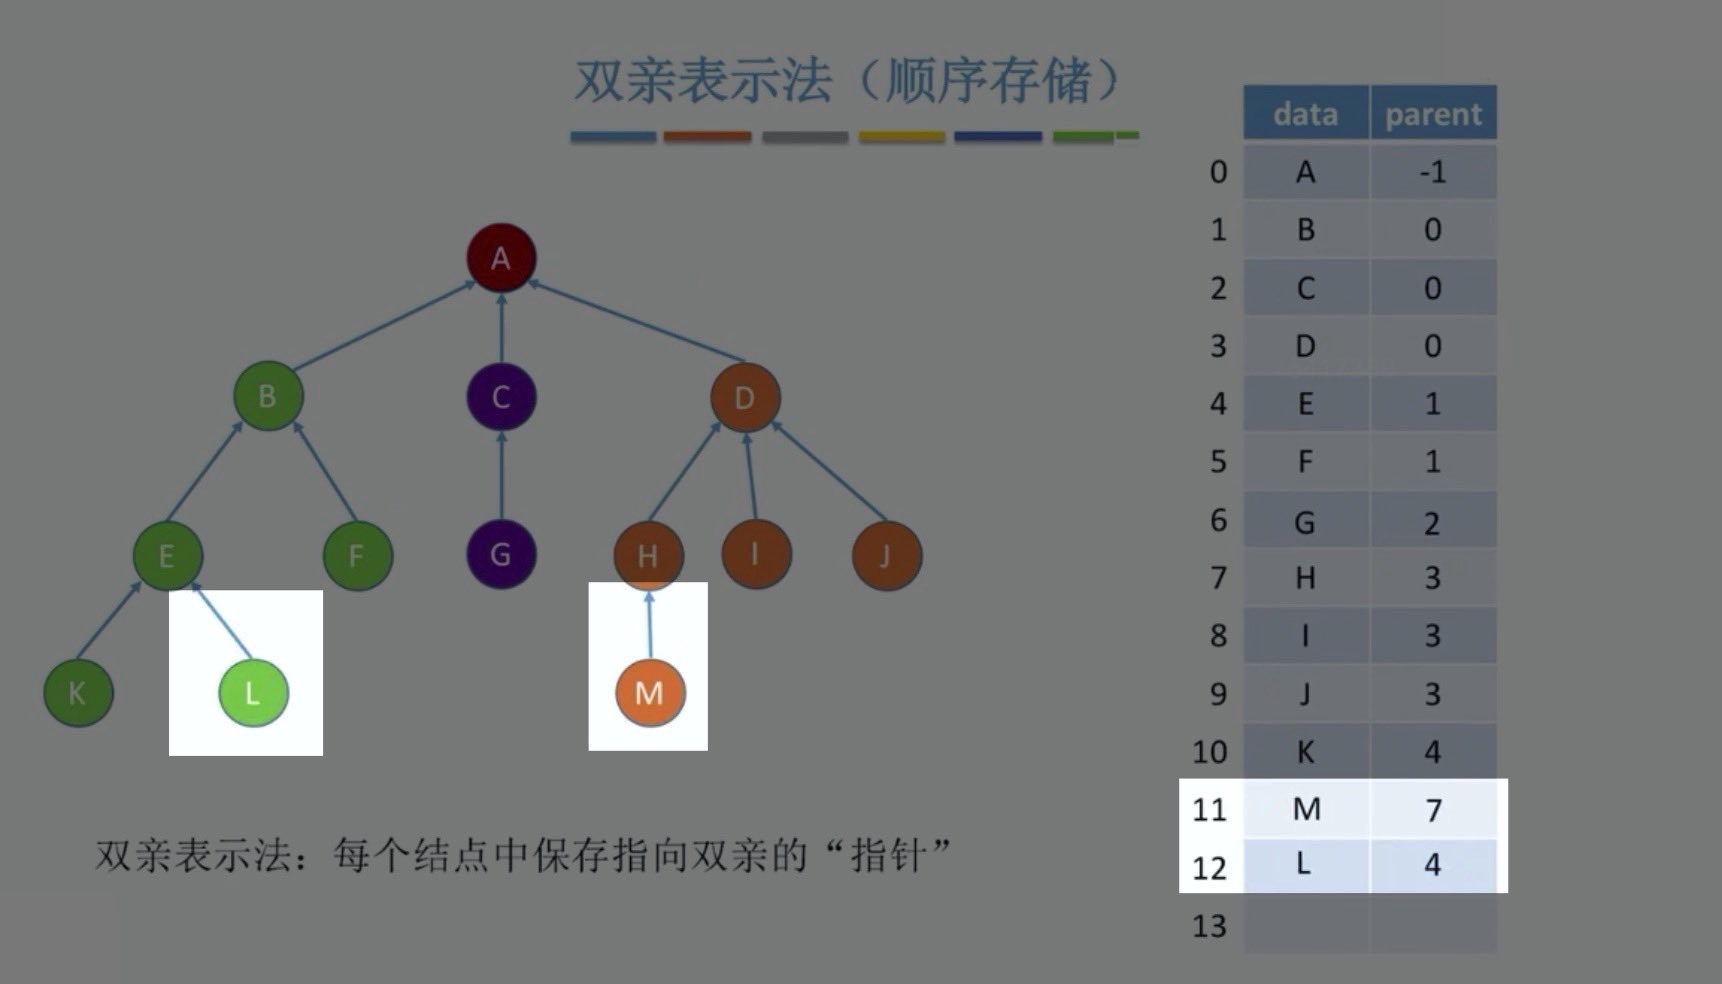 双亲表示法（顺序存储）
data parent
0 A -1
1 B 0
2 C 0
3 D 0
4 E 1
5 F 1
6 G 2
7 H 3
8 I 3
9 J 3
10 K 4
11 M 7
12 L 4
13
A
B C D
E F G H I J
K L M
双亲表示法：每个结点中保存指向双亲的“指针”